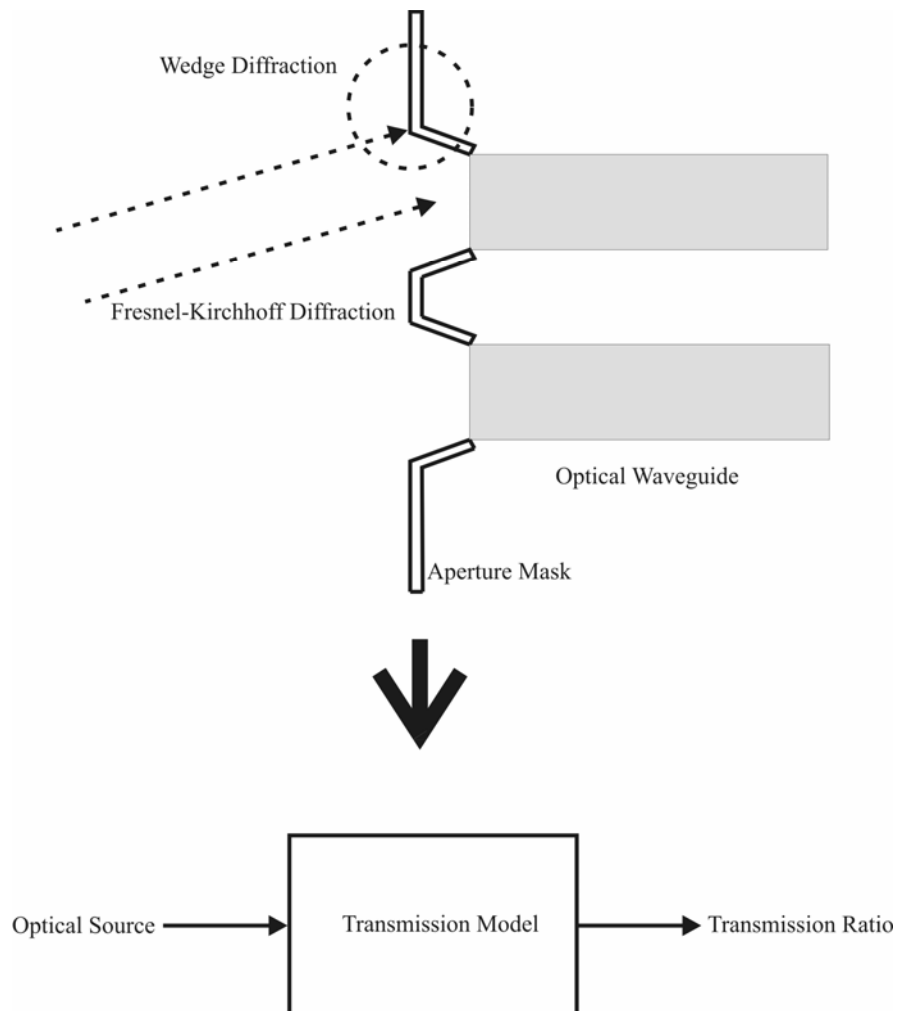 Wedge Diffraction
Fresnel-Kirchhoff Diffraction
Optical Waveguide
Aperture Mask
Optical Source
Transmission Model
Transmission Ratio